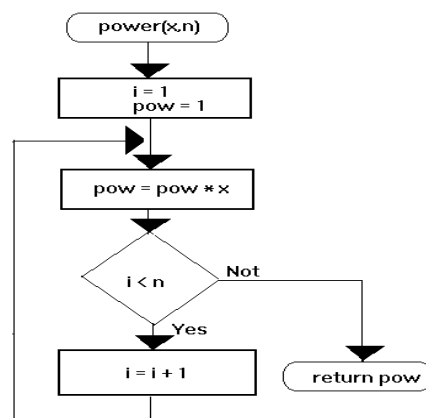 power(x,n)
i = 1
pow = 1
pow = pow * x
i < n
Not
Yes
i = i + 1
return pow